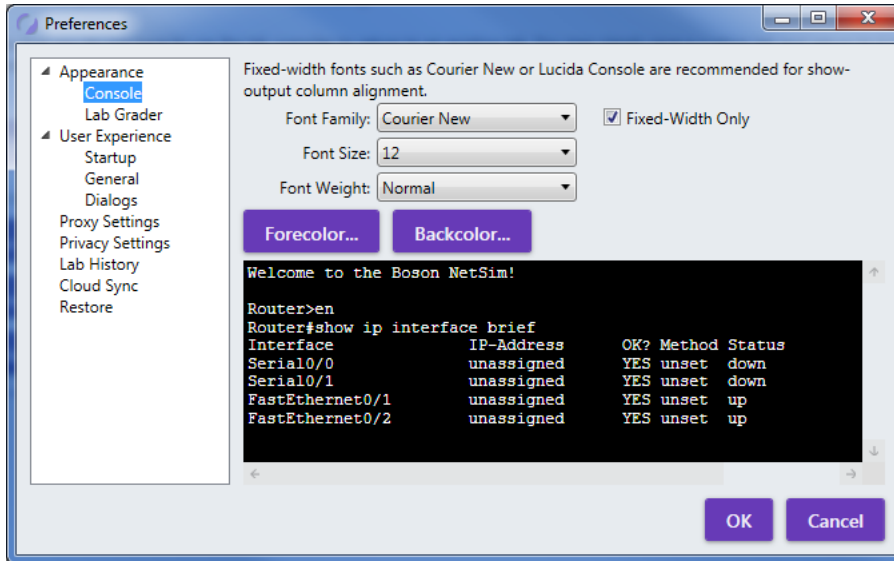 Preferences
Appearance
Console
Lab Grader
User Experience
Startup
General
Dialogs
Proxy Settings
Privacy Settings
Lab History
Cloud Sync
Restore
Fixed-width fonts such as Courier New or Lucida Console are recommended for show-
output column alignment.
Font Family: Courier New Fixed-Width Only
Font Size: 12
Font Weight: Normal
Forecolor... Backcolor...
Welcome to the Boson NetSim!
Router>en
Router#show ip interface brief
Interface IP-Address OK? Method Status
Serial0/0 unassigned YES unset down
Serial0/1 unassigned YES unset down
FastEthernet0/1 unassigned YES unset up
FastEthernet0/2 unassigned YES unset up
OK Cancel